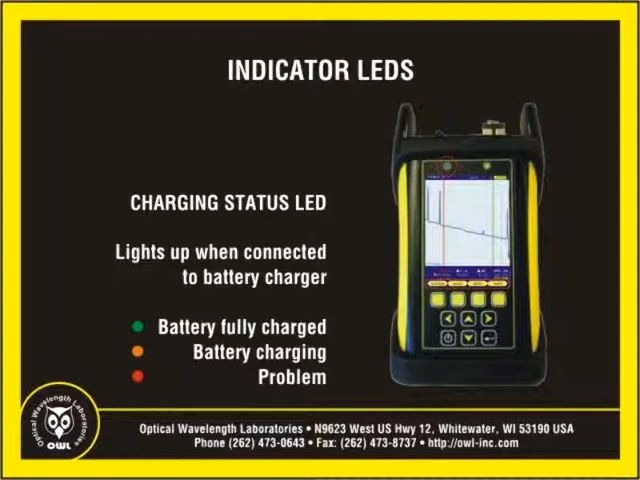 INDICATOR LEDS
CHARGING STATUS LED
Lights up when connected
to battery charger
Battery fully charged
Battery charging
Problem
Optical Wavelength Laboratories
OWL
Optical Wavelength Laboratories • N9623 West US Hwy 12, Whitewater, WI 53190 USA
Phone (262) 473-0643 • Fax: (262) 473-8737 • http://owl-inc.com